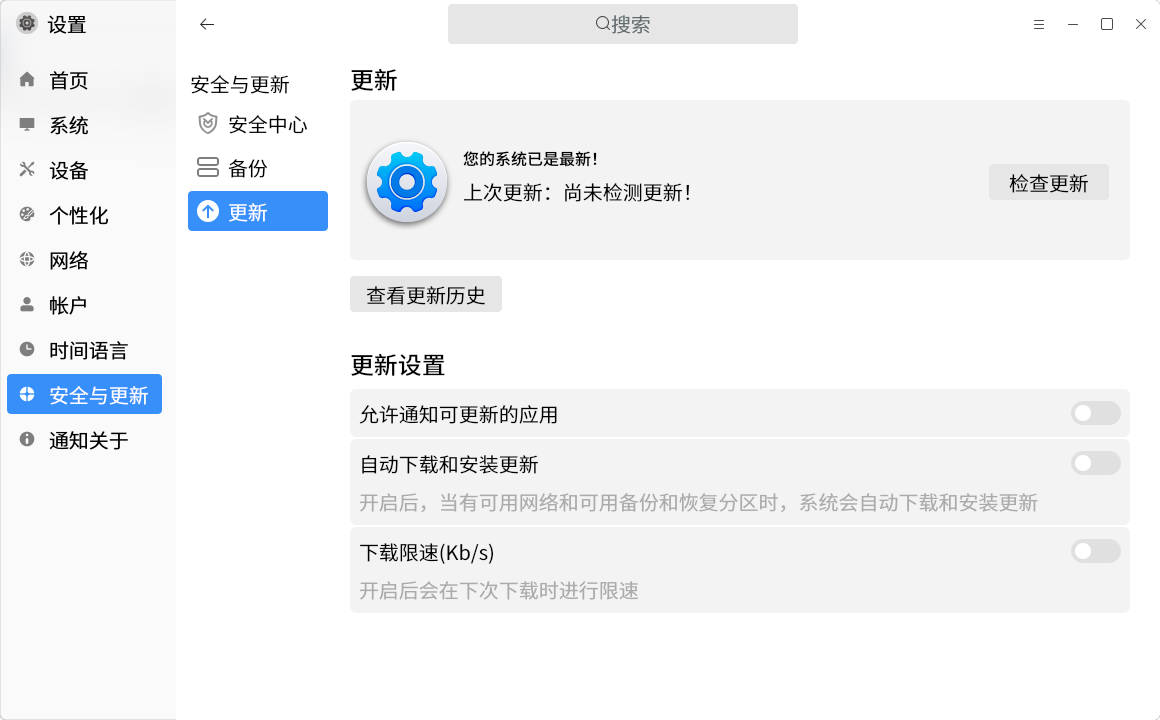 设置
搜索
首页
系统
设备
个性化
网络
帐户
时间语言
安全与更新
通知关于
安全与更新
安全中心
备份
更新
更新
您的系统已是最新！
上次更新：尚未检测更新！
检查更新
查看更新历史
更新设置
允许通知可更新的应用
自动下载和安装更新
开启后，当有可用网络和可用备份和恢复分区时，系统会自动下载和安装更新
下载限速(Kb/s)
开启后会在下次下载时进行限速